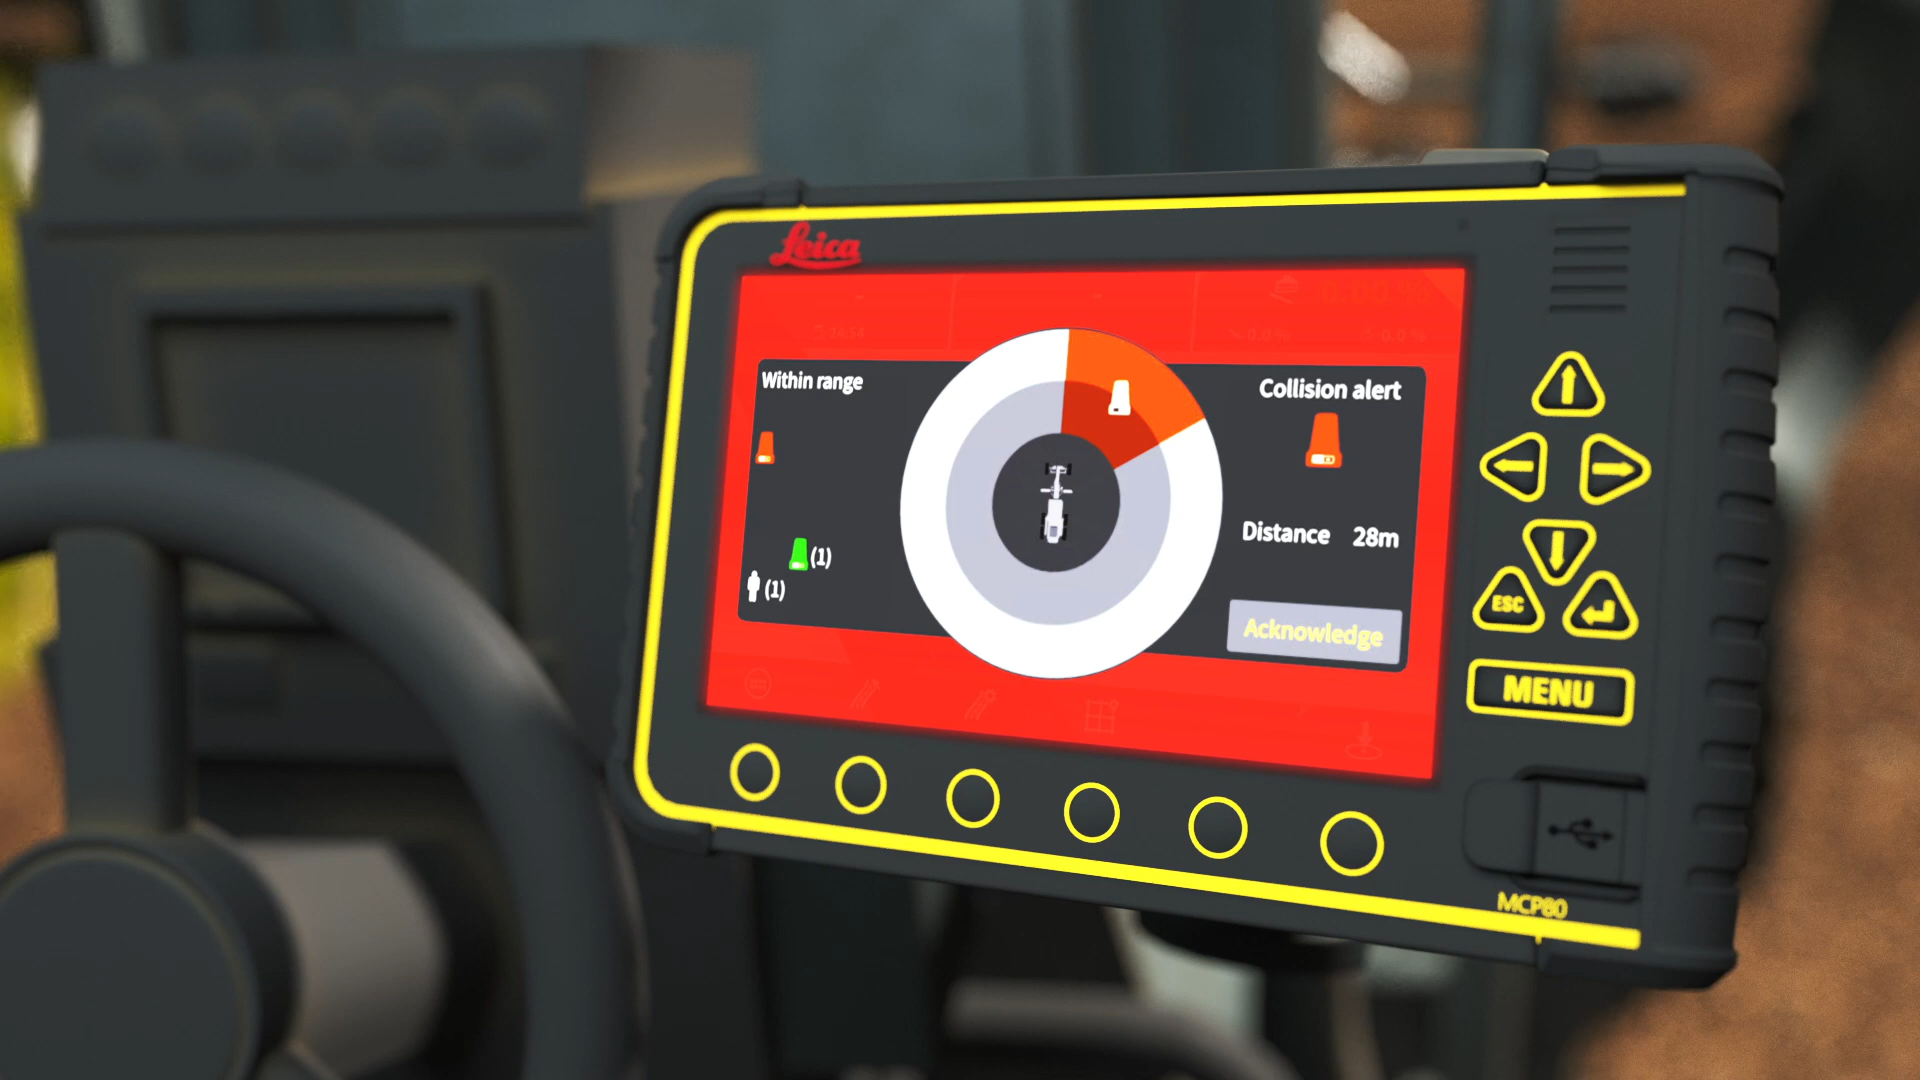 Leica
Within range
Collision alert
(1)
(1)
Distance 28m
Acknowledge
ESC
MENU
MCP80